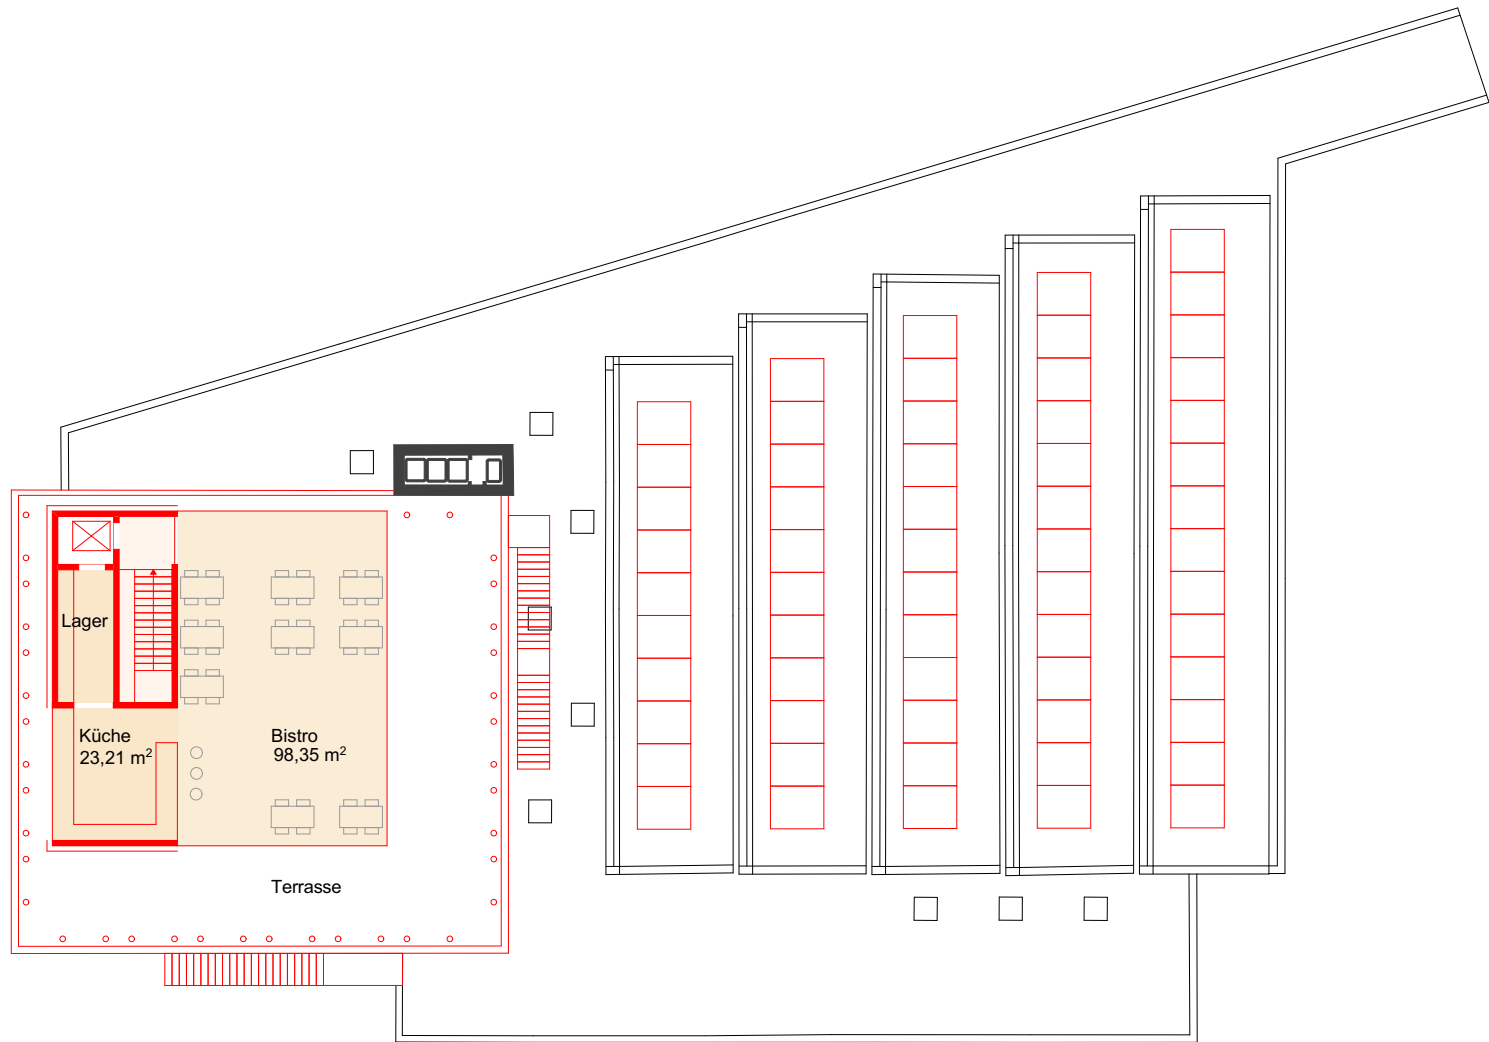 Lager
Küche
23,21 m²
Bistro
98,35 m²
Terrasse